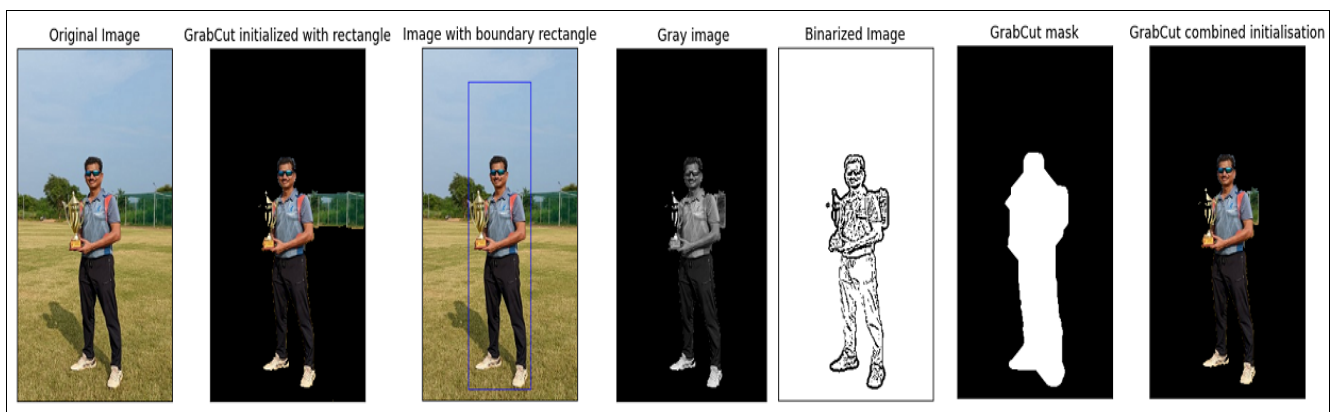 Original Image
GrabCut initialized with rectangle
Image with boundary rectangle
Gray image
Binarized Image
GrabCut mask
GrabCut combined initialisation